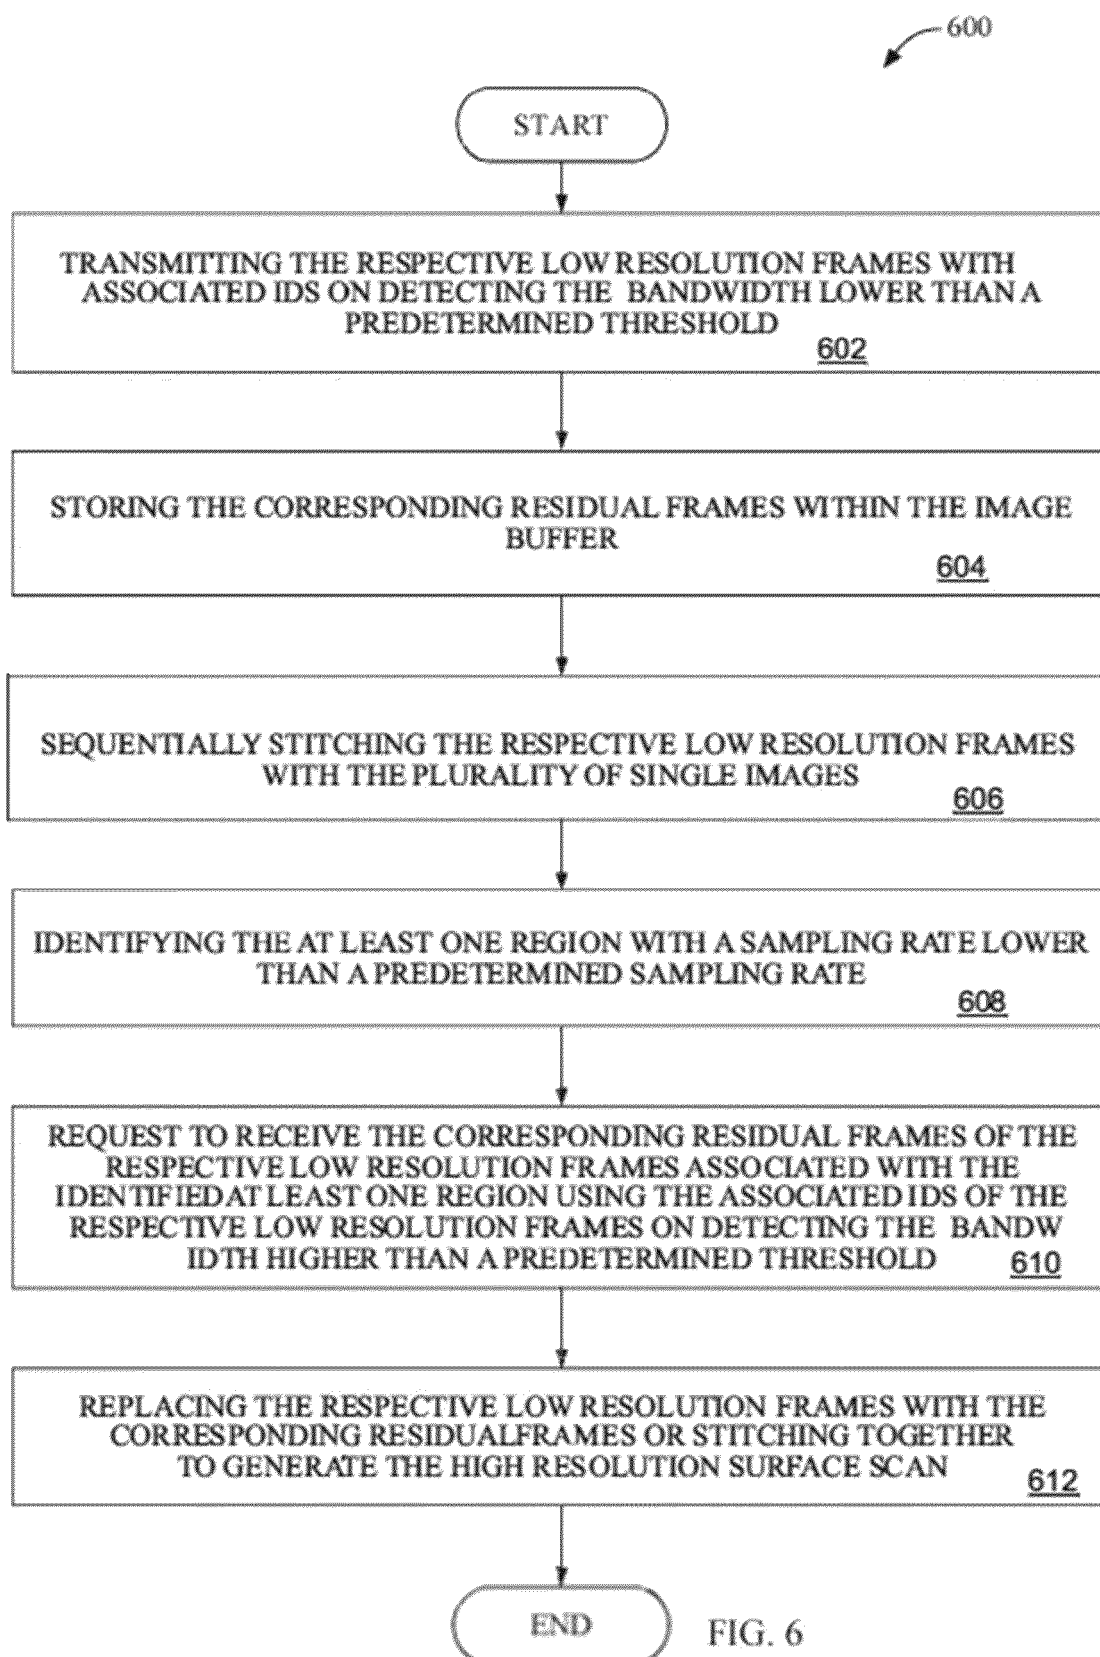 600
START
TRANSMITTING THE RESPECTIVE LOW RESOLUTION FRAMES WITH
ASSOCIATED IDS ON DETECTING THE BANDWIDTH LOWER THAN A
PREDETERMINED THRESHOLD
602
STORING THE CORRESPONDING RESIDUAL FRAMES WITHIN THE IMAGE
BUFFER
604
SEQUENTIALLY STITCHING THE RESPECTIVE LOW RESOLUTION FRAMES
WITH THE PLURALITY OF SINGLE IMAGES
606
IDENTIFYING THE AT LEAST ONE REGION WITH A SAMPLING RATE LOWER
THAN A PREDETERMINED SAMPLING RATE
608
REQUEST TO RECEIVE THE CORRESPONDING RESIDUAL FRAMES OF THE
RESPECTIVE LOW RESOLUTION FRAMES ASSOCIATED WITH THE
IDENTIFIED AT LEAST ONE REGION USING THE ASSOCIATED IDS OF THE
RESPECTIVE LOW RESOLUTION FRAMES ON DETECTING THE BANDW
IDTH HIGHER THAN A PREDETERMINED THRESHOLD
610
REPLACING THE RESPECTIVE LOW RESOLUTION FRAMES WITH THE
CORRESPONDING RESIDUALFRAMES OR STITCHING TOGETHER
TO GENERATE THE HIGH RESOLUTION SURFACE SCAN
612
END
FIG. 6